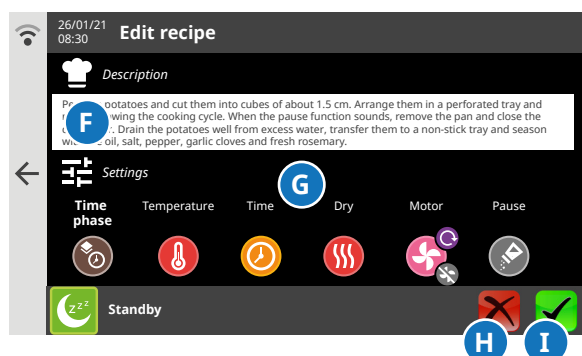 26/01/21
08:30
Edit recipe
Description
potatoes and cut them into cubes of about 1.5 cm. Arrange them in a perforated tray and
the cooking cycle. When the pause function sounds, remove the pan and close the
Drain the potatoes well from excess water, transfer them to a non-stick tray and season
oil, salt, pepper, garlic cloves and fresh rosemary.
F
Settings
G
Time phase
Temperature
Time
Dry
Motor
Pause
zzz
Standby
H
I